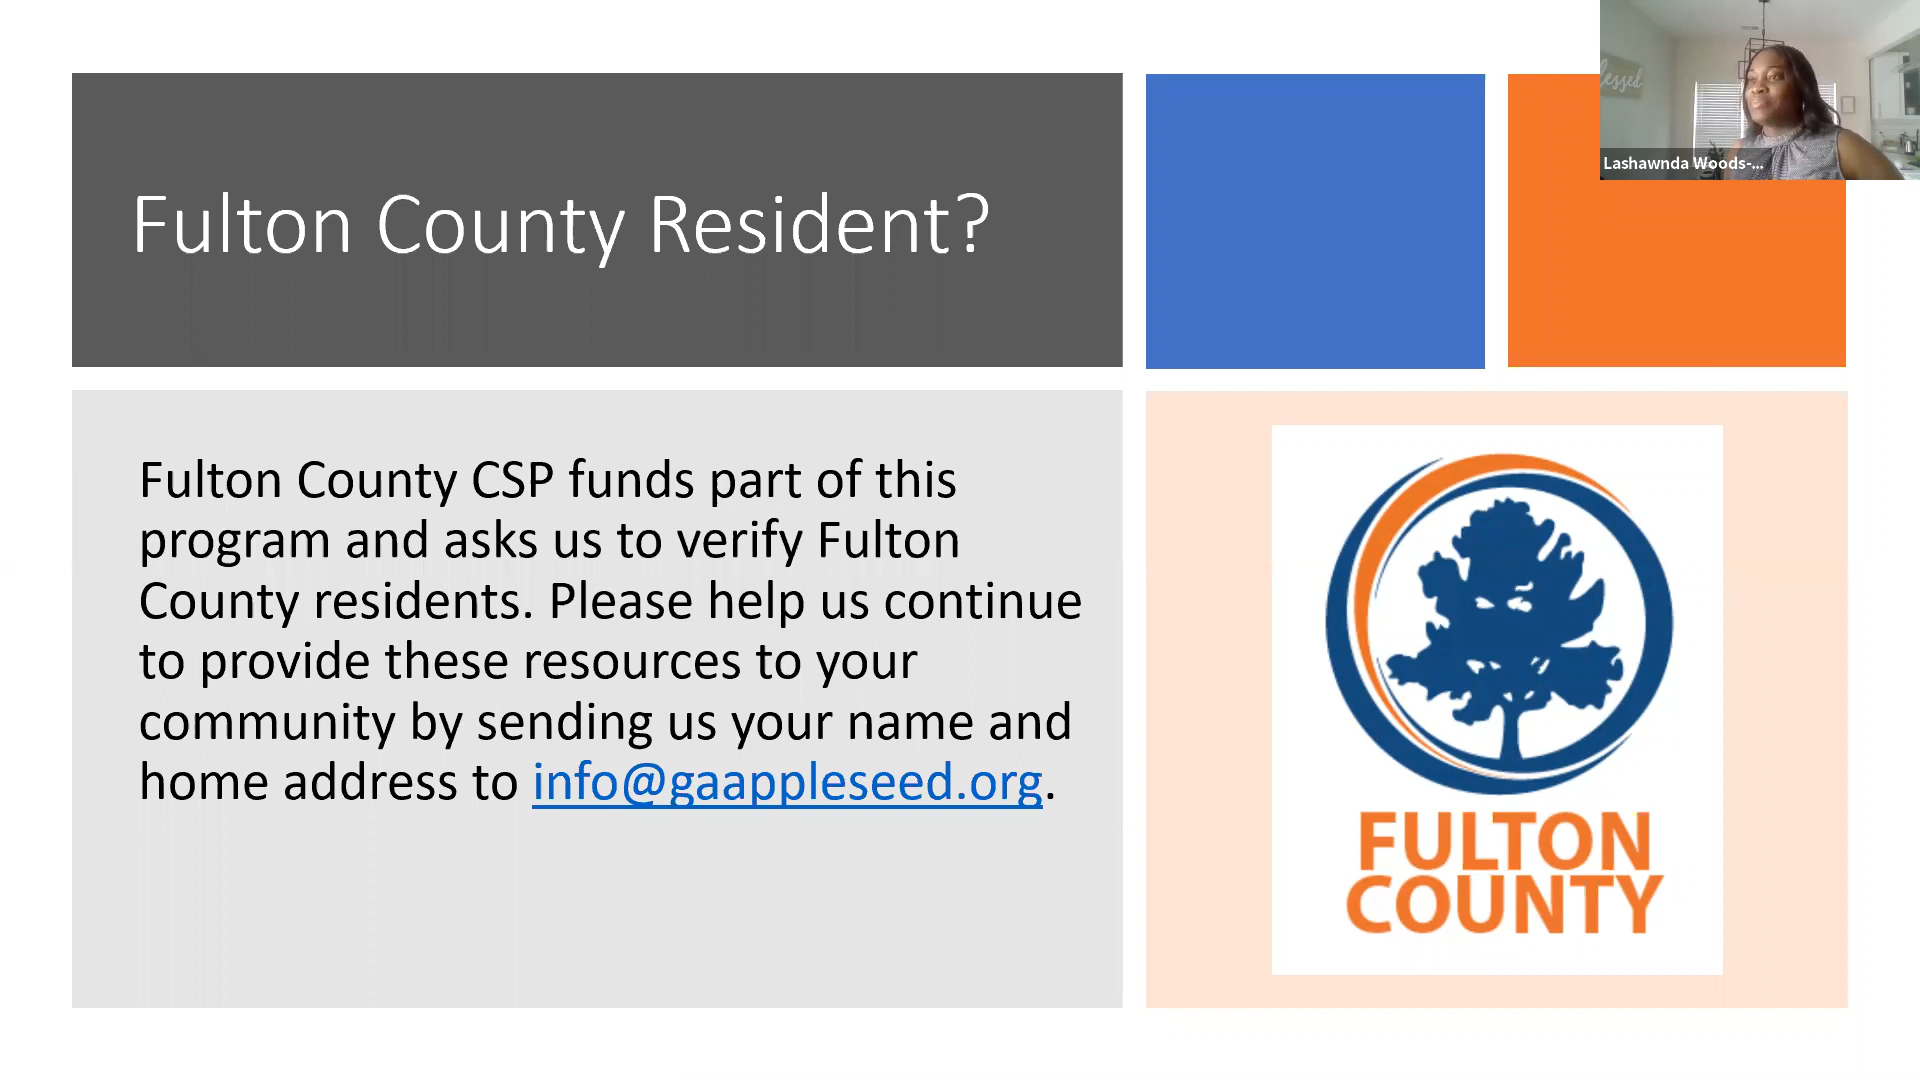 Fulton County Resident?
Fulton County CSP funds part of this
program and asks us to verify Fulton
County residents. Please help us continue
to provide these resources to your
community by sending us your name and
home address to info@gaappleseed.org.
FULTON
COUNTY
Lashawnda Woods-...